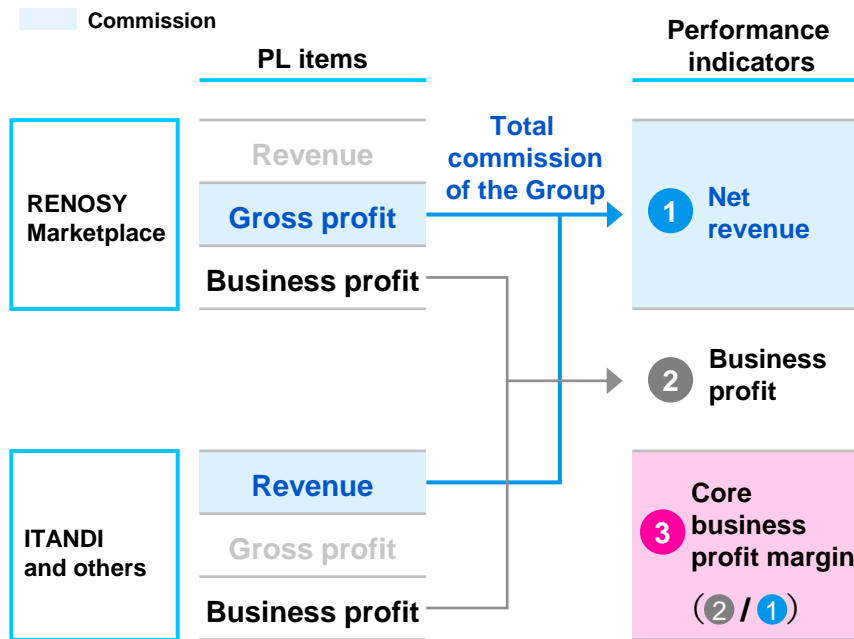 Commission
PL items
Performance
indicators
RENOSY
Marketplace
Revenue
Gross profit
Business profit
Total
commission
of the Group
1 Net
revenue
2 Business
profit
ITANDI
and others
Revenue
Gross profit
Business profit
3 Core
business
profit margin
(2 / 1)